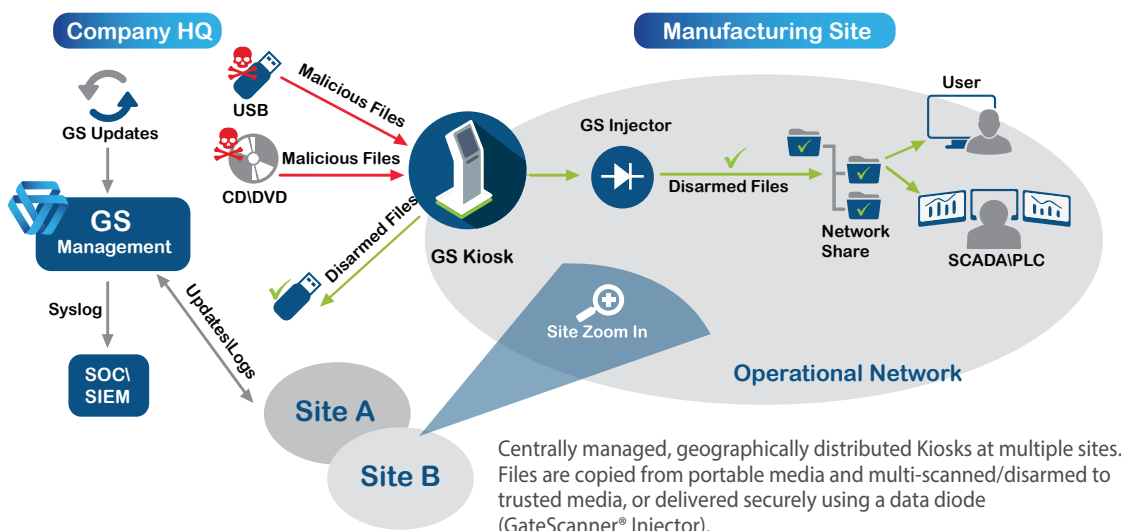 Company HQ
Manufacturing Site
GS Updates
USB
Malicious Files
CD\DVD
Malicious Files
GS
Management
Disarmed Files
GS Kiosk
GS Injector
Disarmed Files
Network
Share
User
SCADA\PLC
Syslog
Updates\Logs
SOC\
SIEM
Site Zoom In
Operational Network
Site A
Site B
Centrally managed, geographically distributed Kiosks at multiple sites.
Files are copied from portable media and multi-scanned/disarmed to
trusted media, or delivered securely using a data diode
(GateScanner® Injector).